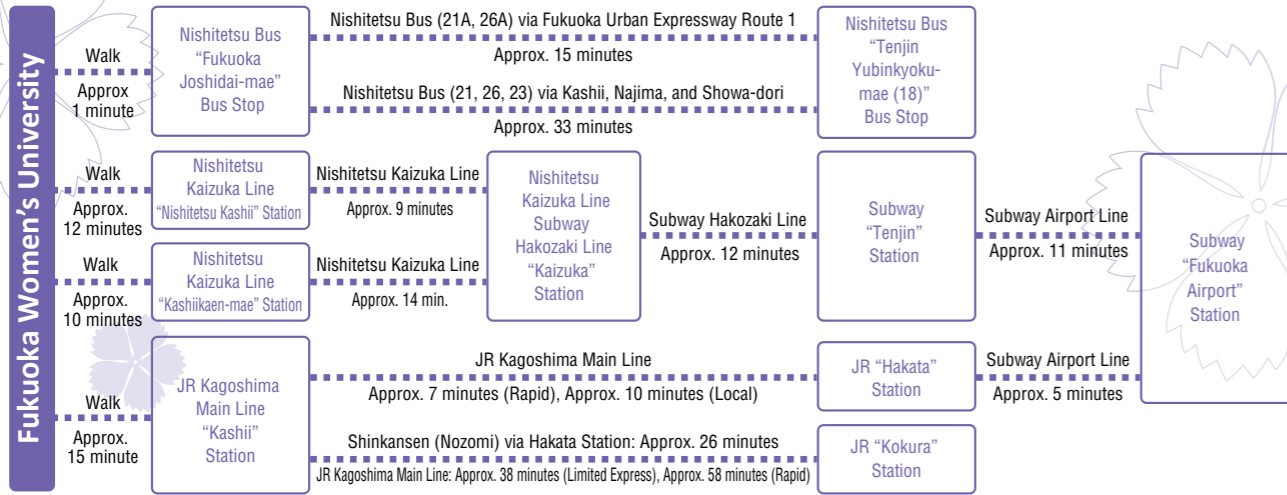 Fukuoka Women's University
Walk
Approx
1 minute
Nishitetsu Bus
“Fukuoka
Joshidai-mae”
Bus Stop
Nishitetsu Bus (21A, 26A) via Fukuoka Urban Expressway Route 1
Approx. 15 minutes
Nishitetsu Bus (21, 26, 23) via Kashii, Najima, and Showa-dori
Approx. 33 minutes
Nishitetsu Bus
“Tenjin
Yubinkyoku-
mae (18)”
Bus Stop
Walk
Approx.
12 minutes
Nishitetsu
Kaizuka Line
“Nishitetsu Kashii” Station
Nishitetsu Kaizuka Line
Approx. 9 minutes
Walk
Approx.
10 minutes
Nishitetsu
Kaizuka Line
“Kashiikaen-mae” Station
Nishitetsu Kaizuka Line
Approx. 14 min.
Nishitetsu
Kaizuka Line
Subway
Hakozaki Line
“Kaizuka”
Station
Subway Hakozaki Line
Approx. 12 minutes
Subway
“Tenjin”
Station
Subway Airport Line
Approx. 11 minutes
Subway
“Fukuoka
Airport”
Station
Walk
Approx.
15 minute
JR Kagoshima
Main Line
“Kashii”
Station
JR Kagoshima Main Line
Approx. 7 minutes (Rapid), Approx. 10 minutes (Local)
JR “Hakata”
Station
Subway Airport Line
Approx. 5 minutes
Shinkansen (Nozomi) via Hakata Station: Approx. 26 minutes
JR Kagoshima Main Line: Approx. 38 minutes (Limited Express), Approx. 58 minutes (Rapid)
JR “Kokura”
Station